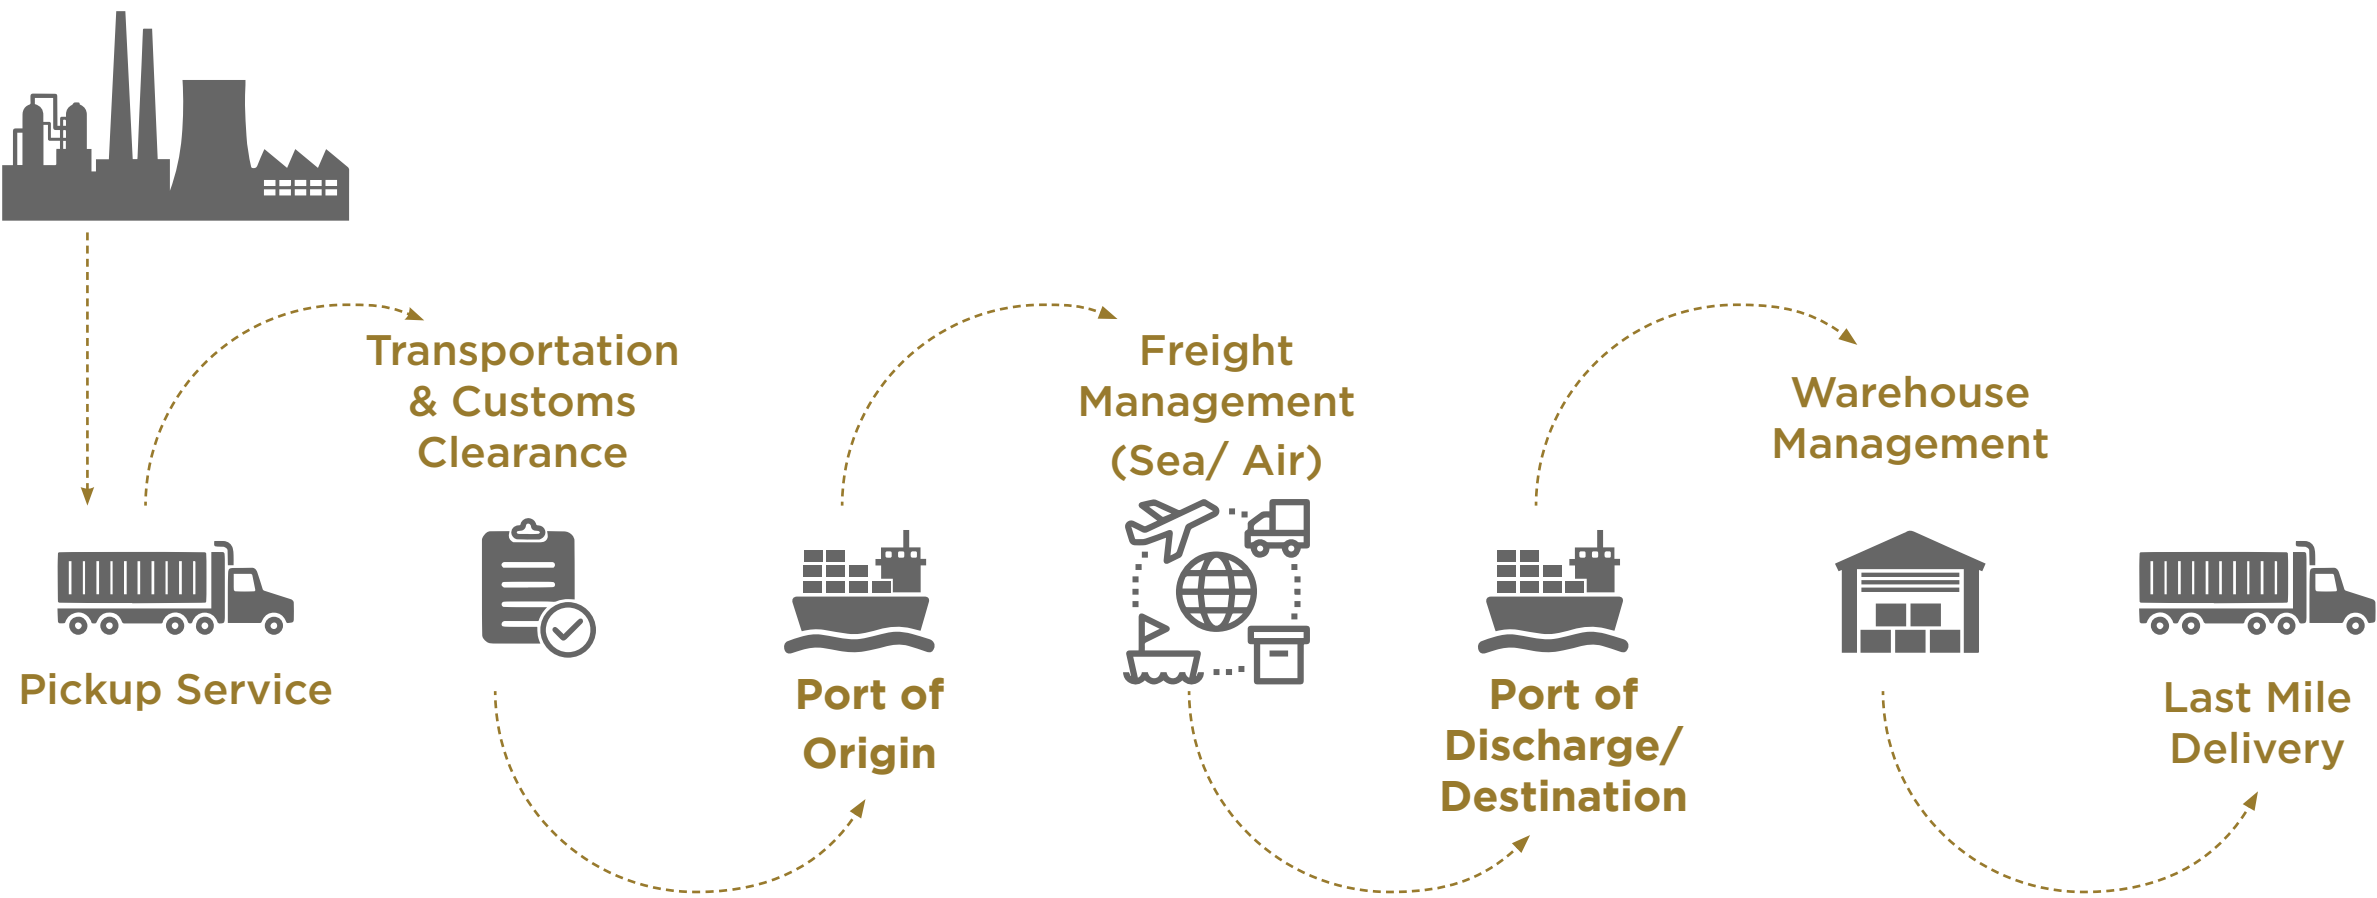 Pickup Service
Transportation
& Customs
Clearance
Port of
Origin
Freight
Management
(Sea/ Air)
Port of
Discharge/
Destination
Warehouse
Management
Last Mile
Delivery